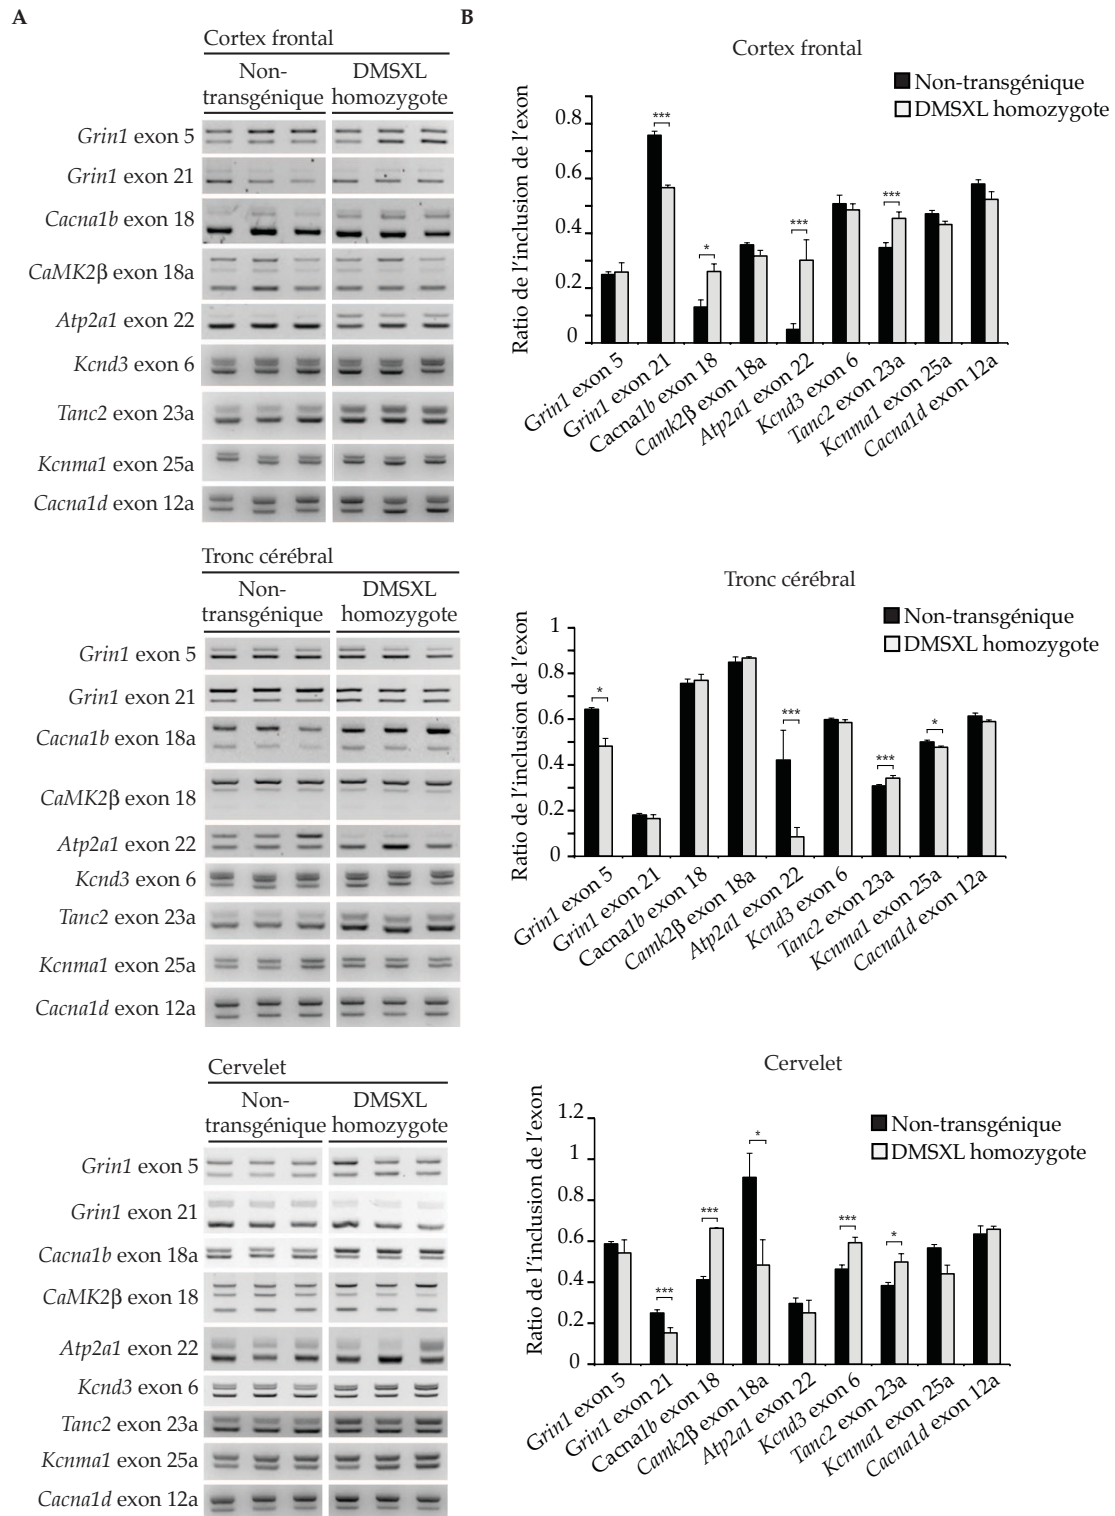 A
Cortex frontal
Non-
transgénique
DMSXL
homozygote
Grin1 exon 5
Grin1 exon 21
Cacna1b exon 18
CaMK2β exon 18a
Atp2a1 exon 22
Kcnd3 exon 6
Tanc2 exon 23a
Kcnma1 exon 25a
Cacna1d exon 12a
Tronc cérébral
Non-
transgénique
DMSXL
homozygote
Grin1 exon 5
Grin1 exon 21
Cacna1b exon 18a
CaMK2β exon 18
Atp2a1 exon 22
Kcnd3 exon 6
Tanc2 exon 23a
Kcnma1 exon 25a
Cacna1d exon 12a
Cervelet
Non-
transgénique
DMSXL
homozygote
Grin1 exon 5
Grin1 exon 21
Cacna1b exon 18a
CaMK2β exon 18
Atp2a1 exon 22
Kcnd3 exon 6
Tanc2 exon 23a
Kcnma1 exon 25a
Cacna1d exon 12a
B
Cortex frontal
Non-transgénique
DMSXL homozygote
Ratio de l'inclusion de l'exon
0.8
0.6
0.4
0.2
0
***
*
***
***
Grin1 exon 5
Grin1 exon 21
Cacna1b exon 18
Camk2β exon 18a
Atp2a1 exon 22
Kcnd3 exon 6
Tanc2 exon 23a
Kcnma1 exon 25a
Cacna1d exon 12a
Tronc cérébral
Non-transgénique
DMSXL homozygote
Ratio de l'inclusion de l'exon
1
0.8
0.6
0.4
0.2
0
*
***
***
*
Grin1 exon 5
Grin1 exon 21
Cacna1b exon 18
Camk2β exon 18a
Atp2a1 exon 22
Kcnd3 exon 6
Tanc2 exon 23a
Kcnma1 exon 25a
Cacna1d exon 12a
Cervelet
Non-transgénique
DMSXL homozygote
Ratio de l'inclusion de l'exon
1.2
1
0.8
0.6
0.4
0.2
0
***
***
*
***
*
Grin1 exon 5
Grin1 exon 21
Cacna1b exon 18
Camk2β exon 18a
Atp2a1 exon 22
Kcnd3 exon 6
Tanc2 exon 23a
Kcnma1 exon 25a
Cacna1d exon 12a